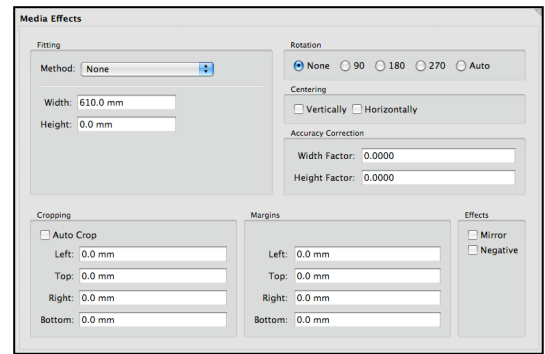 Media Effects
Fitting
Method: None
Width: 610.0 mm
Height: 0.0 mm
Rotation
None 90 180 270 Auto
Centering
Vertically Horizontally
Accuracy Correction
Width Factor: 0.0000
Height Factor: 0.0000
Cropping
Auto Crop
Left: 0.0 mm
Top: 0.0 mm
Right: 0.0 mm
Bottom: 0.0 mm
Margins
Left: 0.0 mm
Top: 0.0 mm
Right: 0.0 mm
Bottom: 0.0 mm
Effects
Mirror
Negative